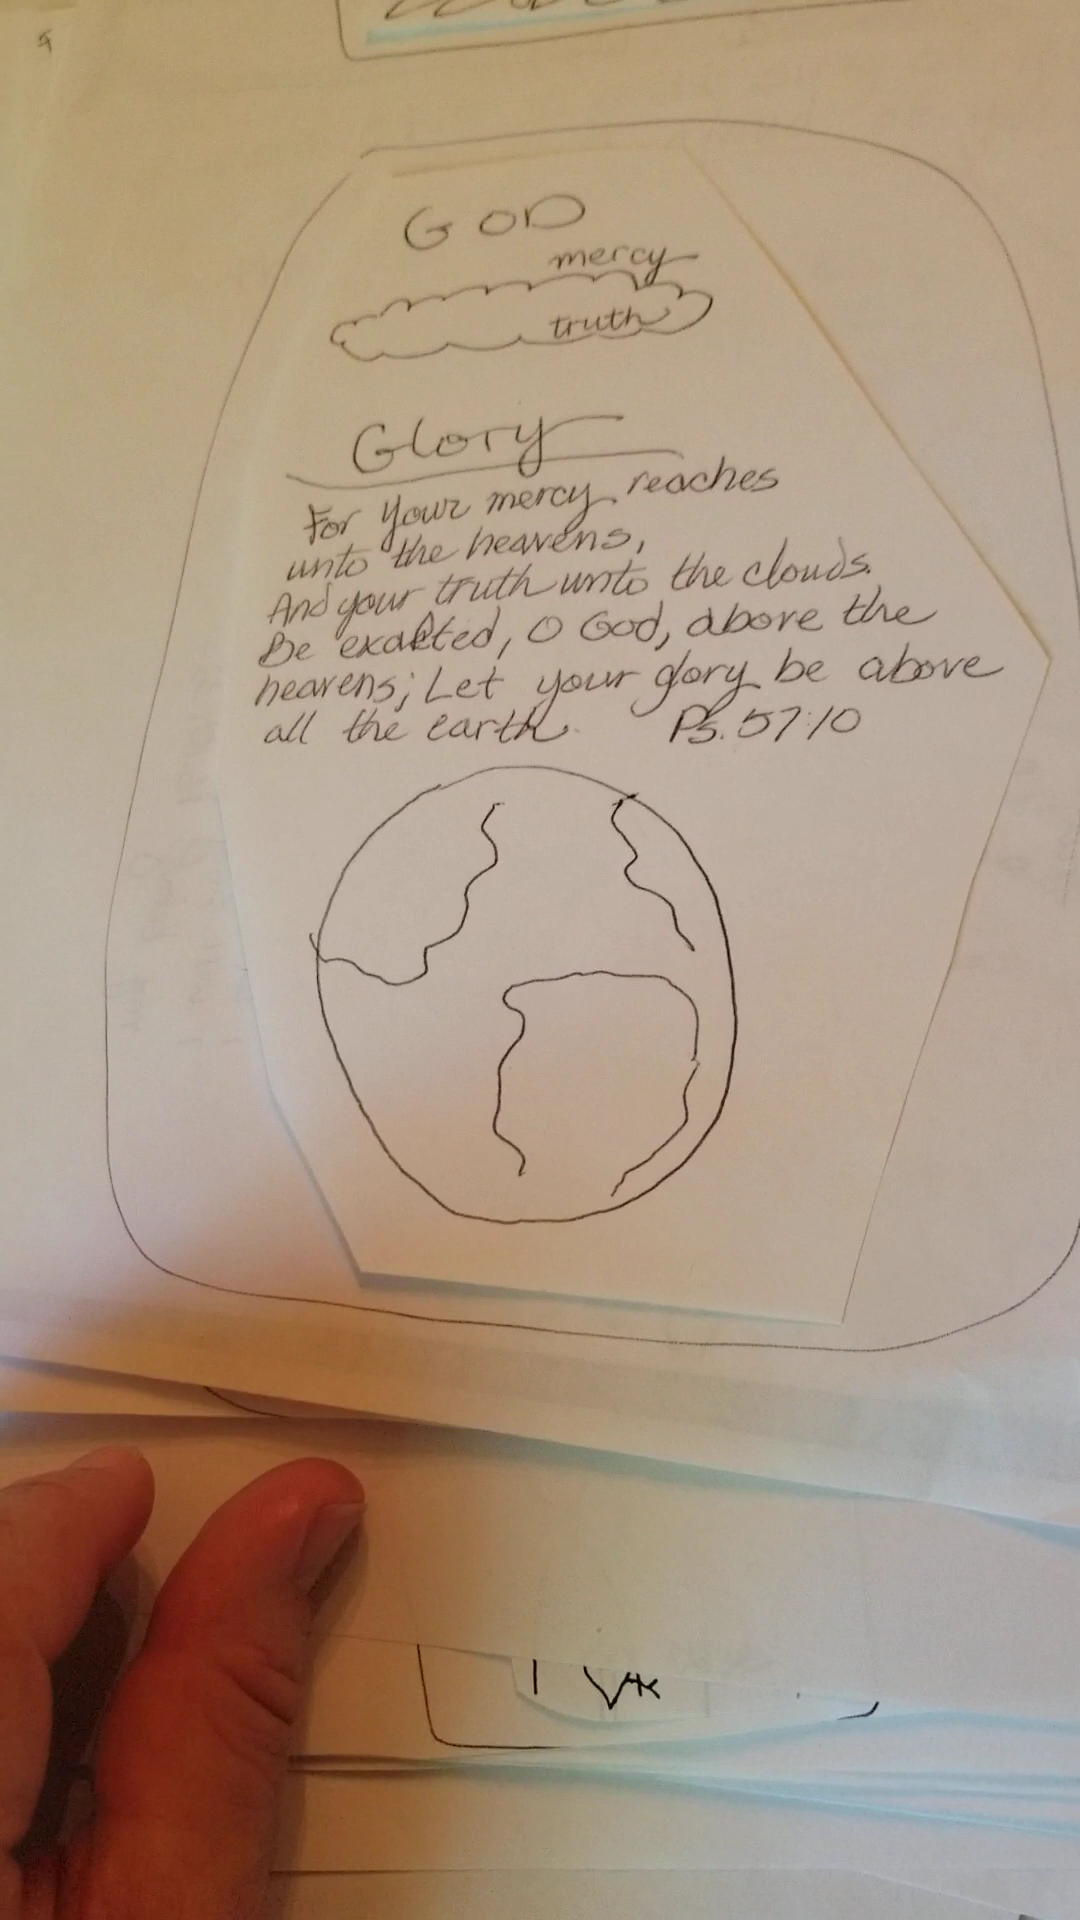 GOD
mercy
truth
Glory
For your mercy reaches
unto the heavens,
And your truth unto the clouds.
Be exalted, O God, above the
heavens; Let your glory be above
all the earth. Ps. 57:10